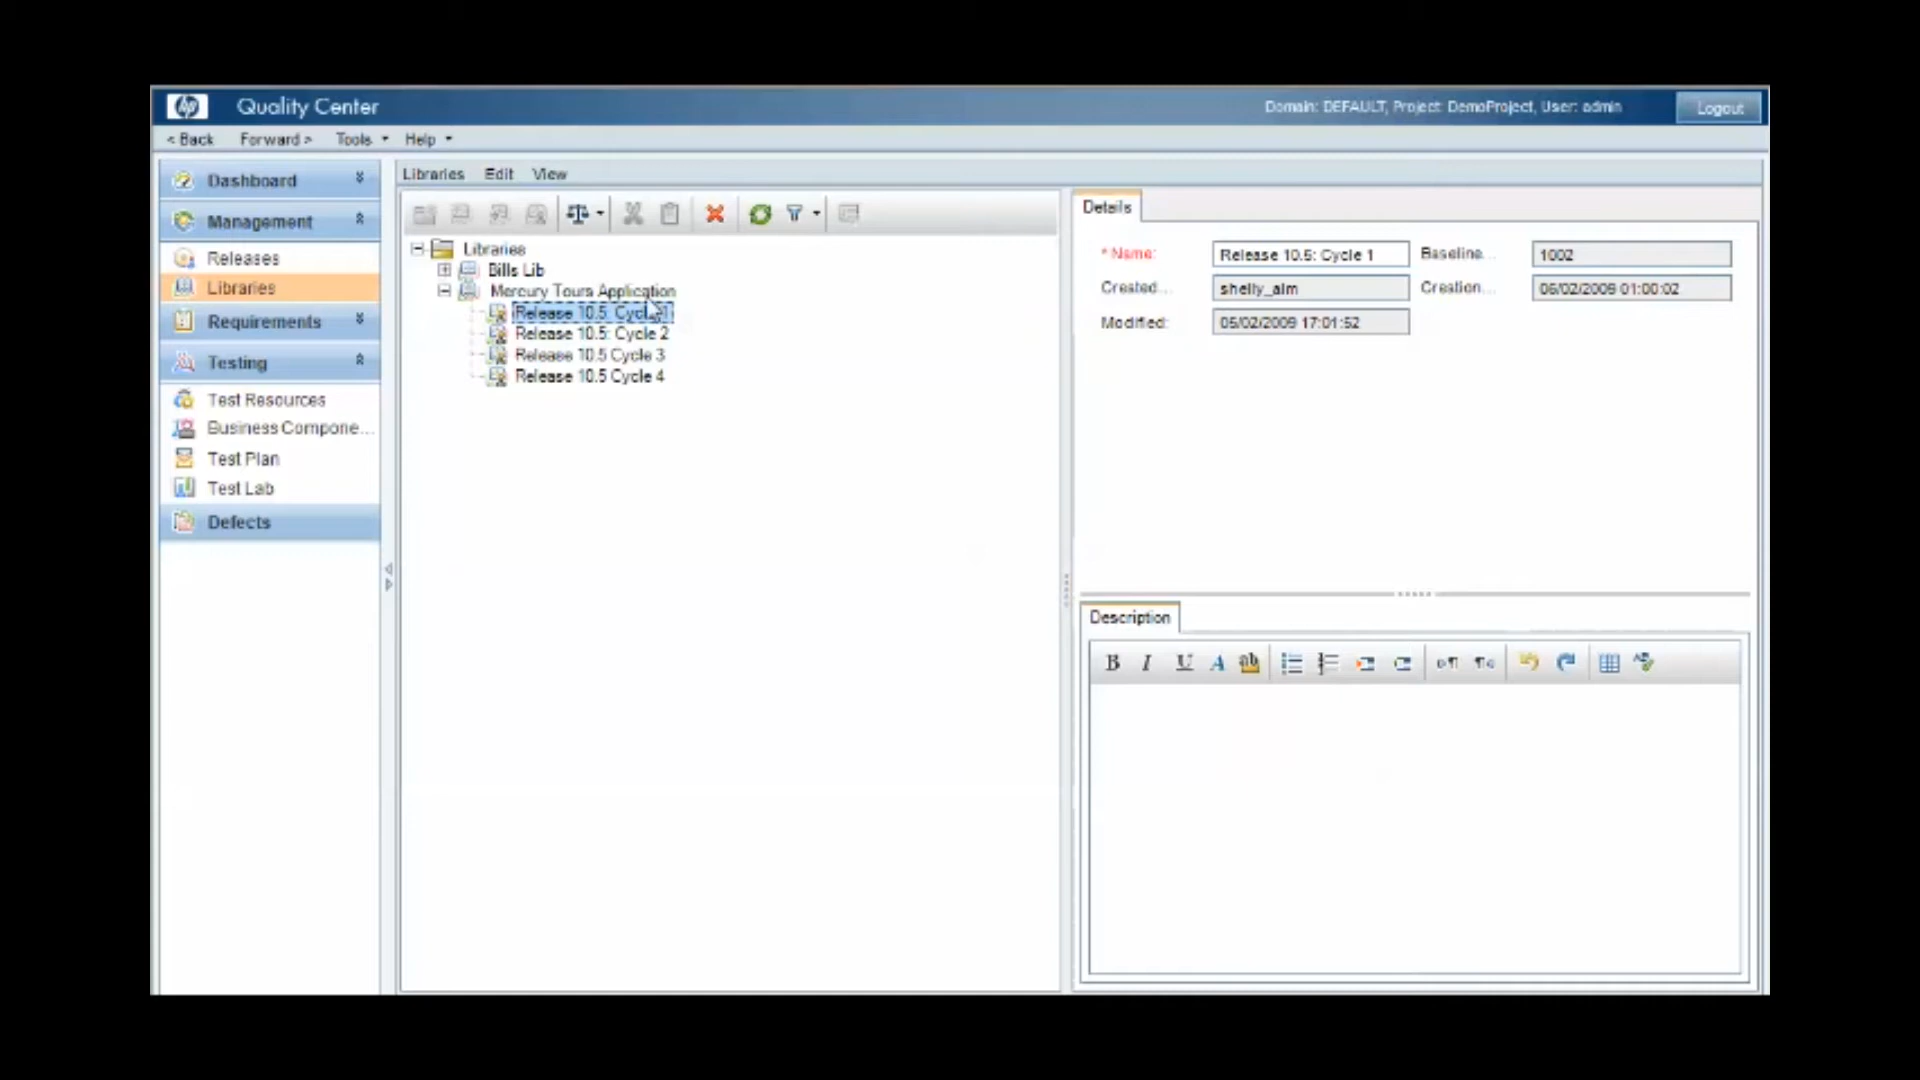 hp Quality Center Domain: DEFAULT, Project: DemoProject, User: admin Logout
< Back Forward > Tools Help
Dashboard
Management
Releases
Libraries
Requirements
Testing
Test Resources
Business Compone...
Test Plan
Test Lab
Defects
Libraries Edit View
Libraries
Bills Lib
Mercury Tours Application
Release 10.5: Cycle 1
Release 10.5: Cycle 2
Release 10.5 Cycle 3
Release 10.5 Cycle 4
Details
* Name: Release 10.5: Cycle 1 Baseline... 1002
Created... shelly_alm Creation... 06/02/2009 01:00:02
Modified: 05/02/2009 17:01:52
Description
B I U A ab